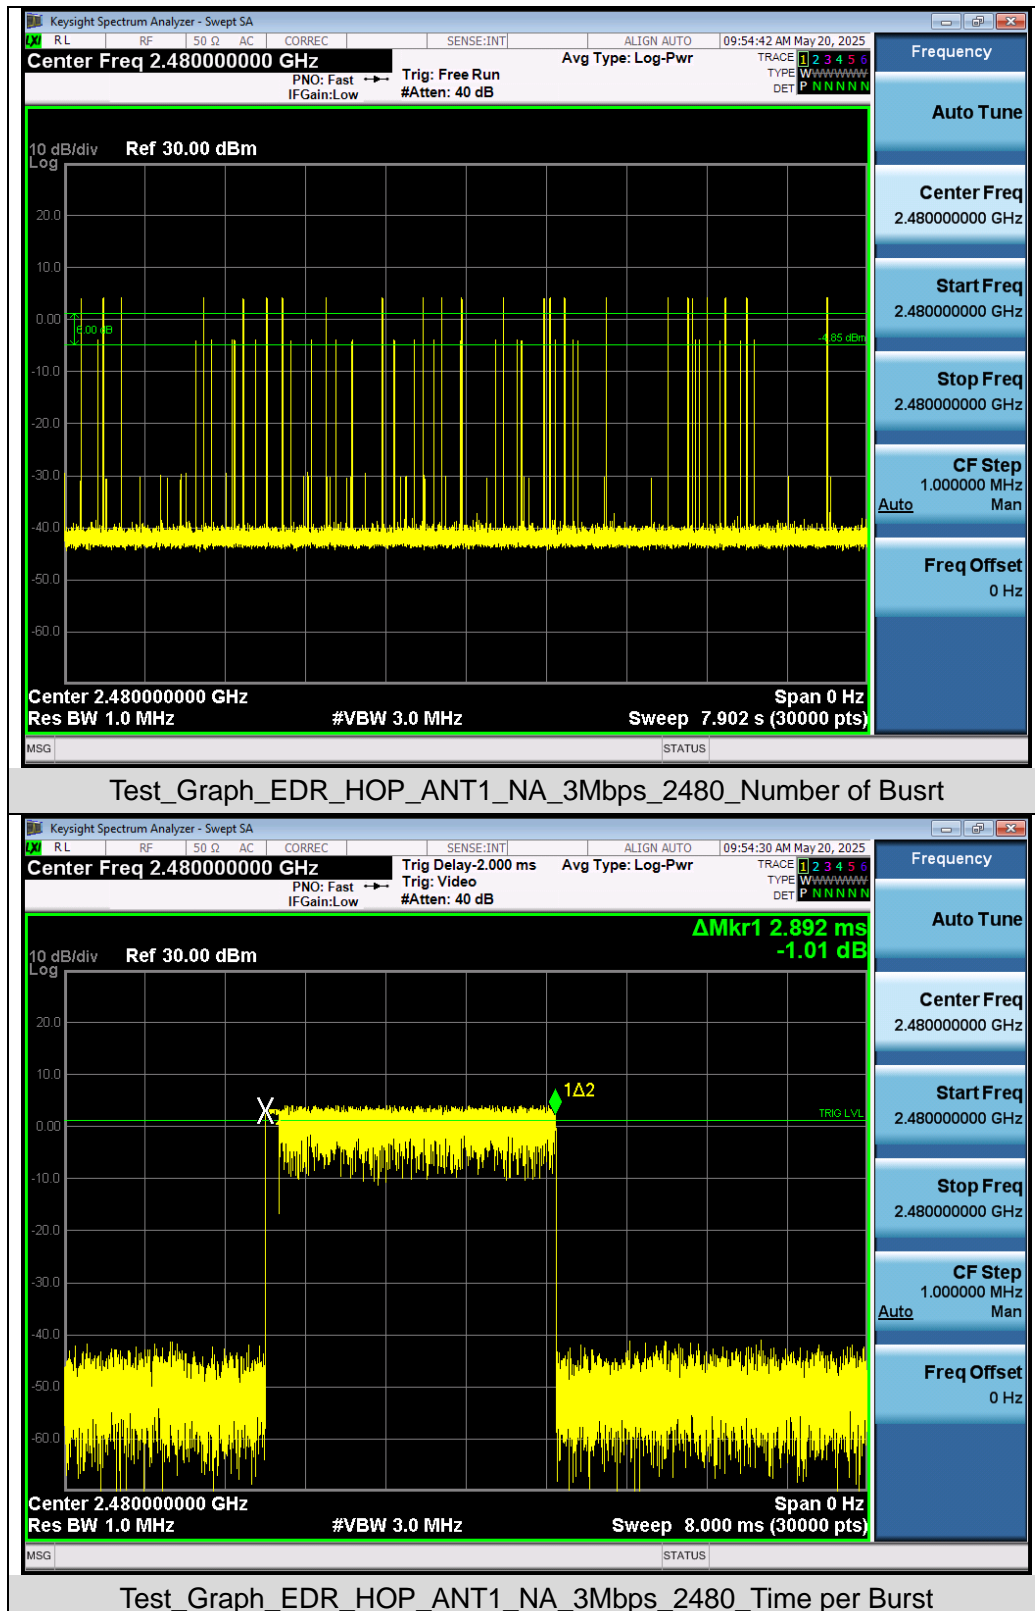 Keysight Spectrum Analyzer - Swept SA
LXI RL RF 50 Ω AC CORREC SENSE:INT ALIGN AUTO 09:54:42 AM May 20, 2025
Center Freq 2.480000000 GHz
PNO: Fast
IFGain:Low
Trig: Free Run
#Atten: 40 dB
Avg Type: Log-Pwr
TRACE 1 2 3 4 5 6
TYPE WWWWWW
DET P N N N N N
Frequency
Auto Tune
Center Freq
2.480000000 GHz
Start Freq
2.480000000 GHz
Stop Freq
2.480000000 GHz
CF Step
1.000000 MHz
Auto Man
Freq Offset
0 Hz
10 dB/div Ref 30.00 dBm
Log
20.0
10.0
0.00
-10.0
-20.0
-30.0
-40.0
-50.0
-60.0
6.00 dB
-4.85 dBm
Center 2.480000000 GHz Span 0 Hz
Res BW 1.0 MHz #VBW 3.0 MHz Sweep 7.902 s (30000 pts)
MSG STATUS
Test_Graph_EDR_HOP_ANT1_NA_3Mbps_2480_Number of Busrt
Keysight Spectrum Analyzer - Swept SA
LXI RL RF 50 Ω AC CORREC SENSE:INT ALIGN AUTO 09:54:30 AM May 20, 2025
Center Freq 2.480000000 GHz
PNO: Fast
IFGain:Low
Trig Delay-2.000 ms
Trig: Video
#Atten: 40 dB
Avg Type: Log-Pwr
TRACE 1 2 3 4 5 6
TYPE WWWWWW
DET P N N N N N
Frequency
Auto Tune
Center Freq
2.480000000 GHz
Start Freq
2.480000000 GHz
Stop Freq
2.480000000 GHz
CF Step
1.000000 MHz
Auto Man
Freq Offset
0 Hz
ΔMkr1 2.892 ms
-1.01 dB
10 dB/div Ref 30.00 dBm
Log
20.0
10.0
0.00
-10.0
-20.0
-30.0
-40.0
-50.0
-60.0
1Δ2
TRIG LVL
Center 2.480000000 GHz Span 0 Hz
Res BW 1.0 MHz #VBW 3.0 MHz Sweep 8.000 ms (30000 pts)
MSG STATUS
Test_Graph_EDR_HOP_ANT1_NA_3Mbps_2480_Time per Burst